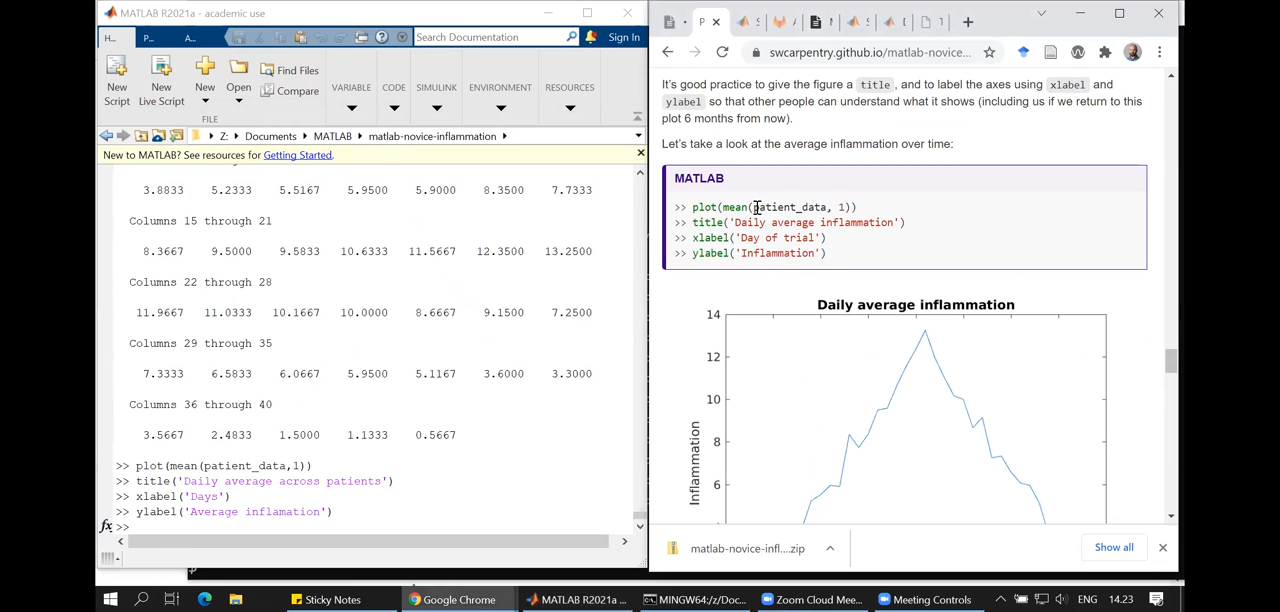 MATLAB R2021a - academic use
H... P... A... Search Documentation Sign In
New Script
New Live Script
New
Open
Find Files
Compare
VARIABLE
CODE
SIMULINK
ENVIRONMENT
RESOURCES
FILE
Z: Documents MATLAB matlab-novice-inflammation
New to MATLAB? See resources for Getting Started.
3.8833 5.2333 5.5167 5.9500 5.9000 8.3500 7.7333
Columns 15 through 21
8.3667 9.5000 9.5833 10.6333 11.5667 12.3500 13.2500
Columns 22 through 28
11.9667 11.0333 10.1667 10.0000 8.6667 9.1500 7.2500
Columns 29 through 35
7.3333 6.5833 6.0667 5.9500 5.1167 3.6000 3.3000
Columns 36 through 40
3.5667 2.4833 1.5000 1.1333 0.5667
>> plot(mean(patient_data,1))
>> title('Daily average across patients')
>> xlabel('Days')
>> ylabel('Average inflamation')
fx >>
swcarpentry.github.io/matlab-novice...
It's good practice to give the figure a title, and to label the axes using xlabel and
ylabel so that other people can understand what it shows (including us if we return to this
plot 6 months from now).
Let's take a look at the average inflammation over time:
MATLAB
>> plot(mean(patient_data, 1))
>> title('Daily average inflammation')
>> xlabel('Day of trial')
>> ylabel('Inflammation')
Daily average inflammation
14
12
10
8
6
Inflammation
matlab-novice-infl....zip
Show all
Sticky Notes
Google Chrome
MATLAB R2021a ...
MINGW64:/z/Doc...
Zoom Cloud Mee...
Meeting Controls
ENG
14.23